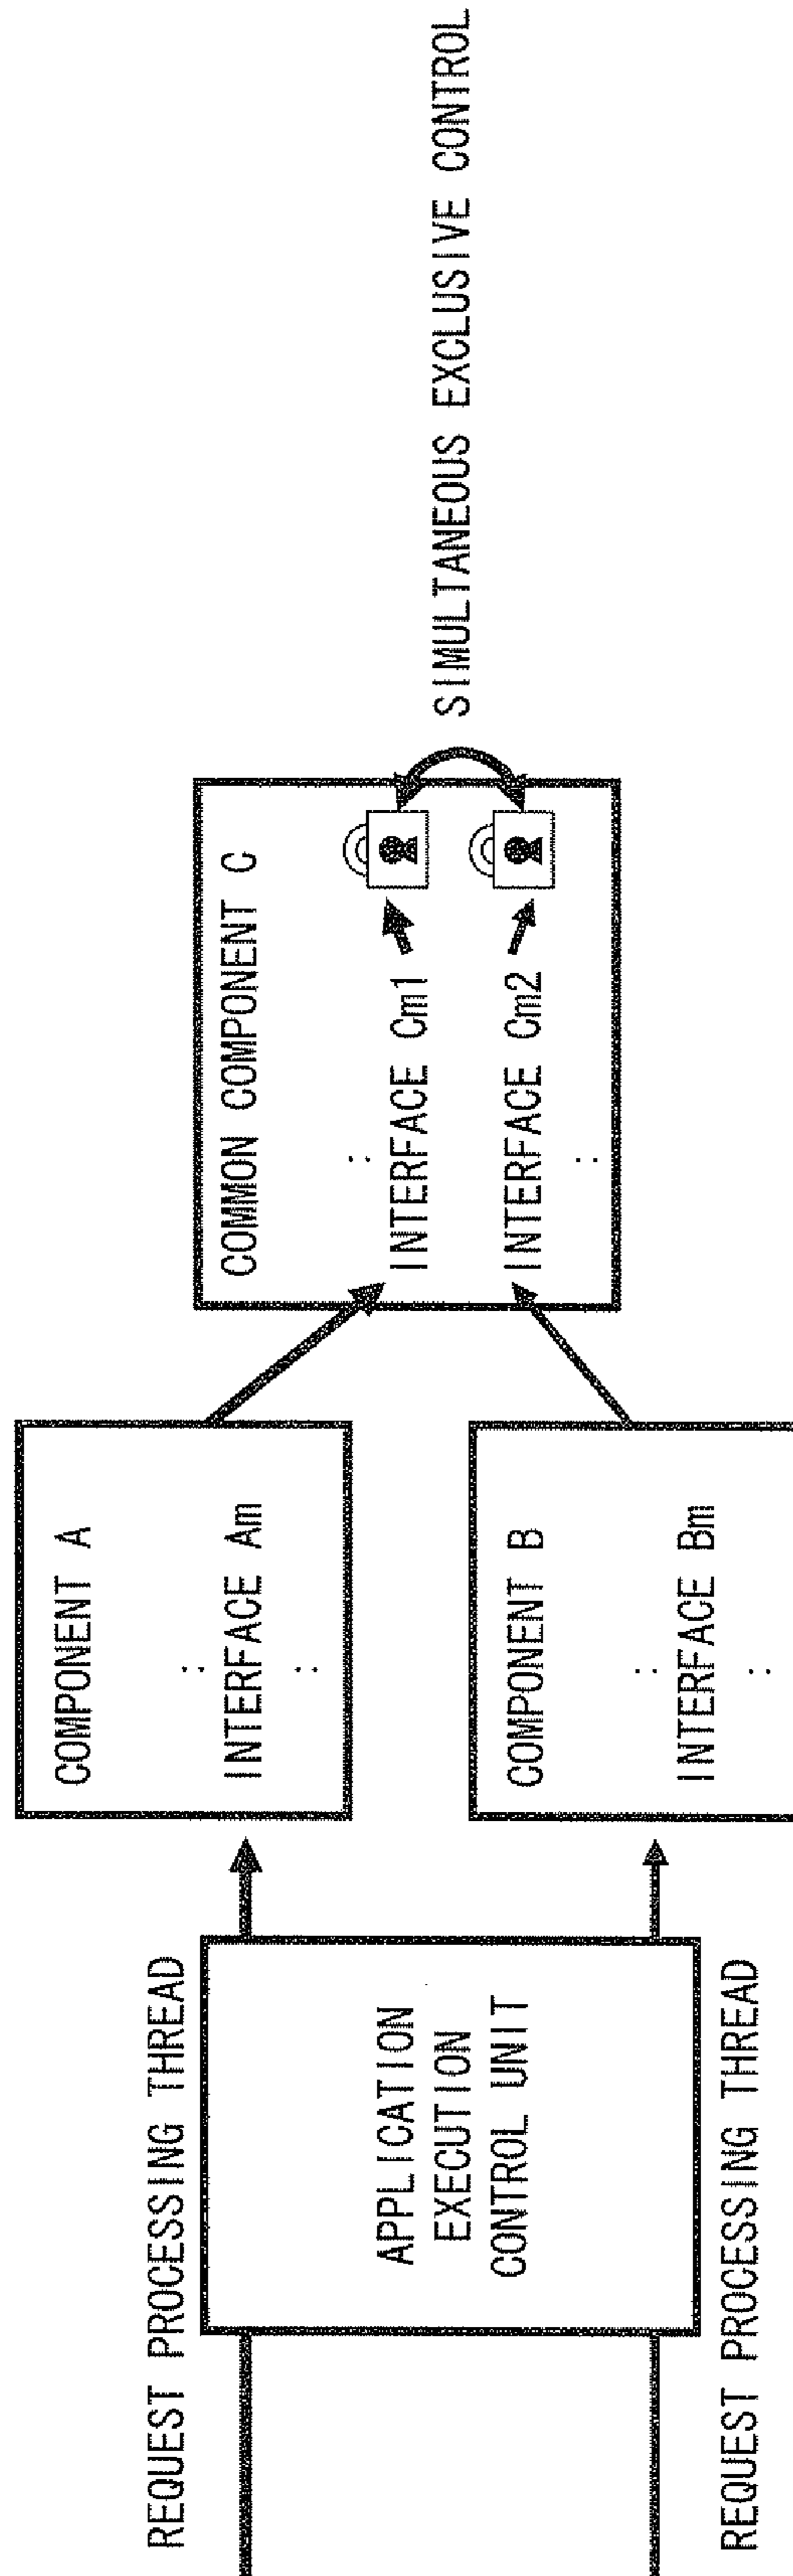 REQUEST PROCESSING THREAD
APPLICATION
EXECUTION
CONTROL UNIT
REQUEST PROCESSING THREAD
COMPONENT A
:
INTERFACE Am
:
COMPONENT B
:
INTERFACE Bm
:
COMMON COMPONENT C
:
INTERFACE Cm1
INTERFACE Cm2
:
SIMULTANEOUS EXCLUSIVE CONTROL